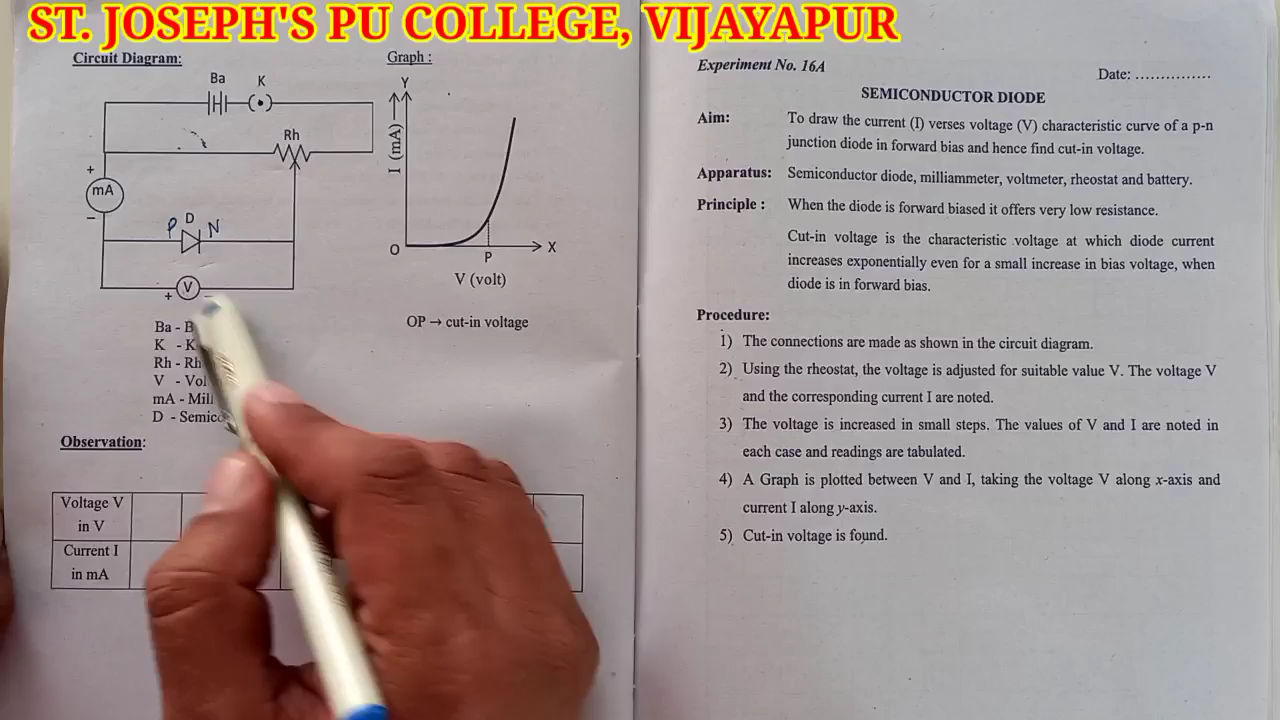 ST. JOSEPH'S PU COLLEGE, VIJAYAPUR
Circuit Diagram:
Ba K
Rh
+
mA
–
P D N
V
+ –
Ba - B
K - K
Rh - Rh
V - Vol
mA - Mill
D - Semic
Graph :
Y
I (mA)
O
P
X
V (volt)
OP → cut-in voltage
Observation:
Voltage V
in V
Current I
in mA
Experiment No. 16A
Date: ...............
SEMICONDUCTOR DIODE
Aim: To draw the current (I) verses voltage (V) characteristic curve of a p-n
junction diode in forward bias and hence find cut-in voltage.
Apparatus: Semiconductor diode, milliammeter, voltmeter, rheostat and battery.
Principle : When the diode is forward biased it offers very low resistance.
Cut-in voltage is the characteristic voltage at which diode current
increases exponentially even for a small increase in bias voltage, when
diode is in forward bias.
Procedure:
1) The connections are made as shown in the circuit diagram.
2) Using the rheostat, the voltage is adjusted for suitable value V. The voltage V
and the corresponding current I are noted.
3) The voltage is increased in small steps. The values of V and I are noted in
each case and readings are tabulated.
4) A Graph is plotted between V and I, taking the voltage V along x-axis and
current I along y-axis.
5) Cut-in voltage is found.